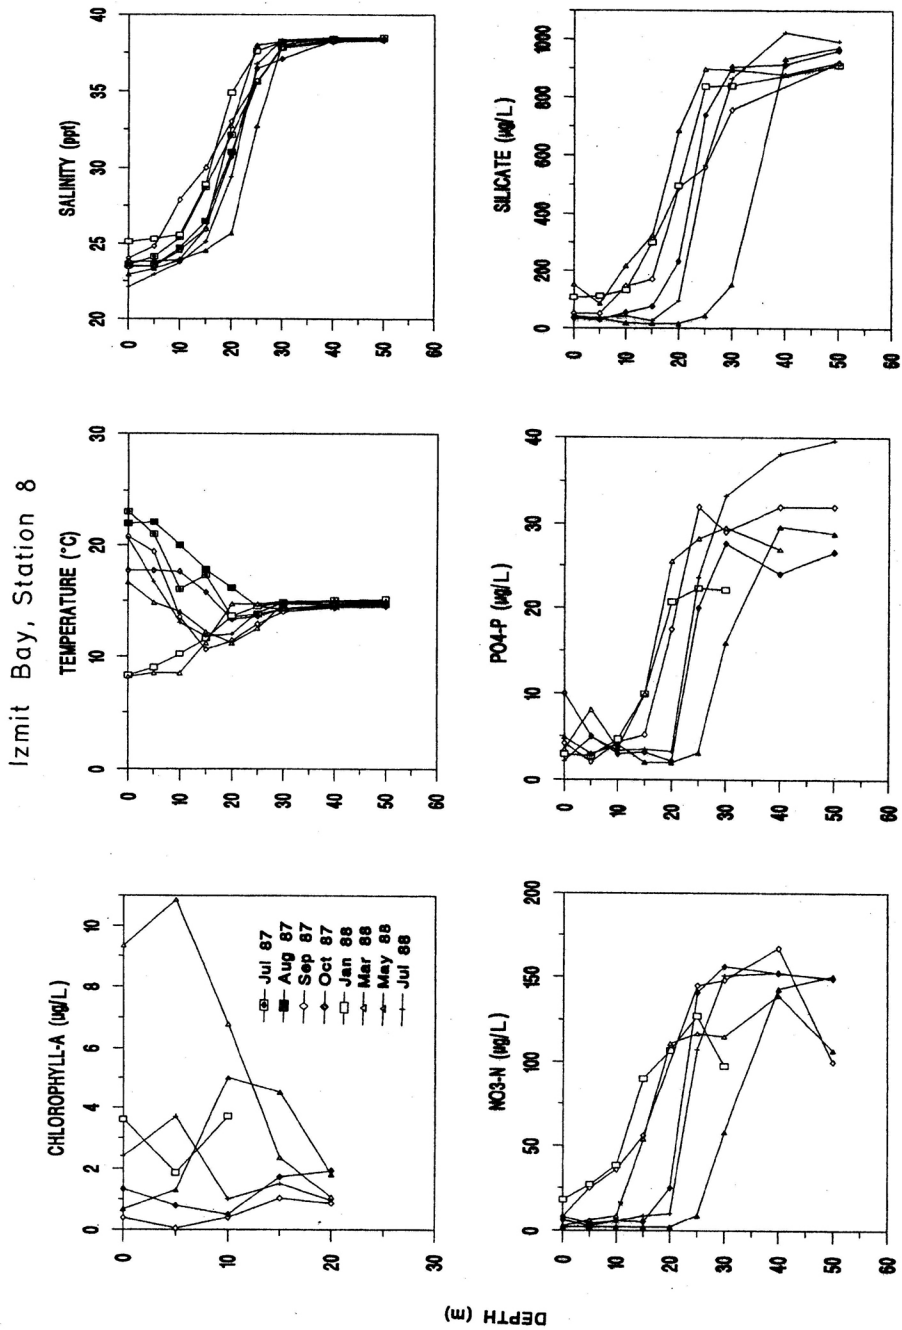 Izmit Bay, Station 8
CHLOROPHYLL-A (µg/L)
0 2 4 6 8 10
0
10
20
30
Jul 87
Aug 87
Sep 87
Oct 87
Jan 88
Mar 88
May 88
Jul 88
TEMPERATURE (°C)
0 10 20 30
0
10
20
30
40
50
60
SALINITY (ppt)
20 25 30 35 40
0
10
20
30
40
50
60
DEPTH (m)
NO3-N (µg/L)
0 50 100 150 200
0
10
20
30
40
50
60
PO4-P (µg/L)
0 10 20 30 40
0
10
20
30
40
50
60
SILICATE (µg/L)
0 200 400 600 800 1000
0
10
20
30
40
50
60